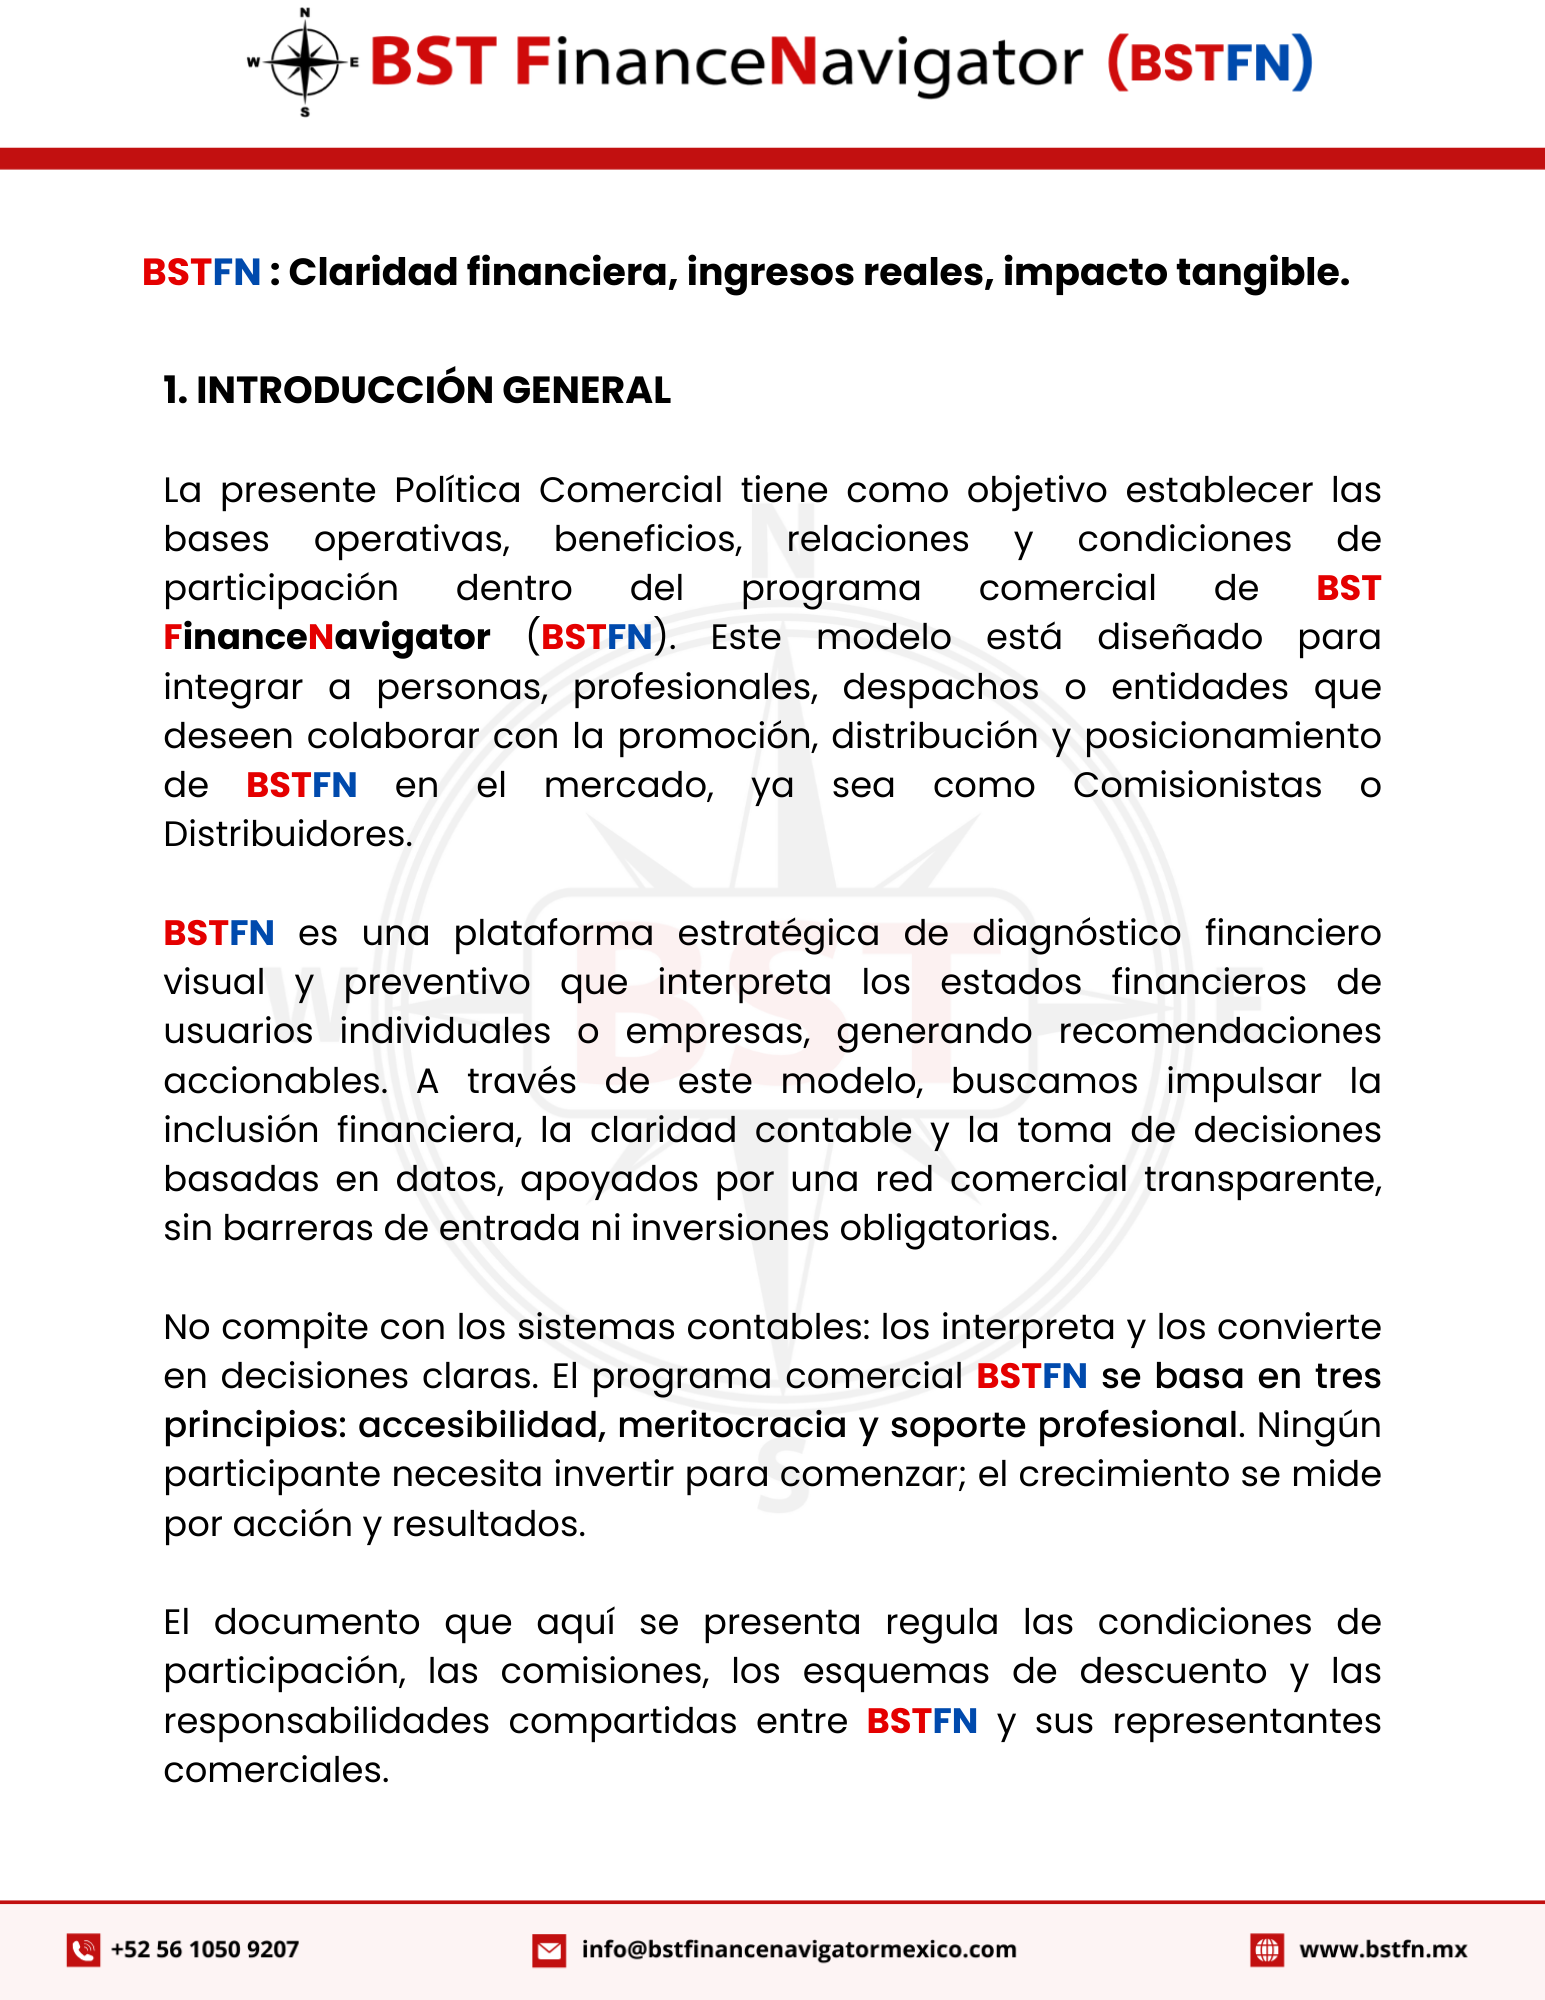 N
W E BST FinanceNavigator (BSTFN)
S
BSTFN : Claridad financiera, ingresos reales, impacto tangible.
1. INTRODUCCIÓN GENERAL
La presente Política Comercial tiene como objetivo establecer las
bases operativas, beneficios, relaciones y condiciones de
participación dentro del programa comercial de BST
FinanceNavigator (BSTFN). Este modelo está diseñado para
integrar a personas, profesionales, despachos o entidades que
deseen colaborar con la promoción, distribución y posicionamiento
de BSTFN en el mercado, ya sea como Comisionistas o
Distribuidores.
BSTFN es una plataforma estratégica de diagnóstico financiero
visual y preventivo que interpreta los estados financieros de
usuarios individuales o empresas, generando recomendaciones
accionables. A través de este modelo, buscamos impulsar la
inclusión financiera, la claridad contable y la toma de decisiones
basadas en datos, apoyados por una red comercial transparente,
sin barreras de entrada ni inversiones obligatorias.
No compite con los sistemas contables: los interpreta y los convierte
en decisiones claras. El programa comercial BSTFN se basa en tres
principios: accesibilidad, meritocracia y soporte profesional. Ningún
participante necesita invertir para comenzar; el crecimiento se mide
por acción y resultados.
El documento que aquí se presenta regula las condiciones de
participación, las comisiones, los esquemas de descuento y las
responsabilidades compartidas entre BSTFN y sus representantes
comerciales.
N
W BST E
S
+52 56 1050 9207 info@bstfinancenavigatormexico.com www.bstfn.mx